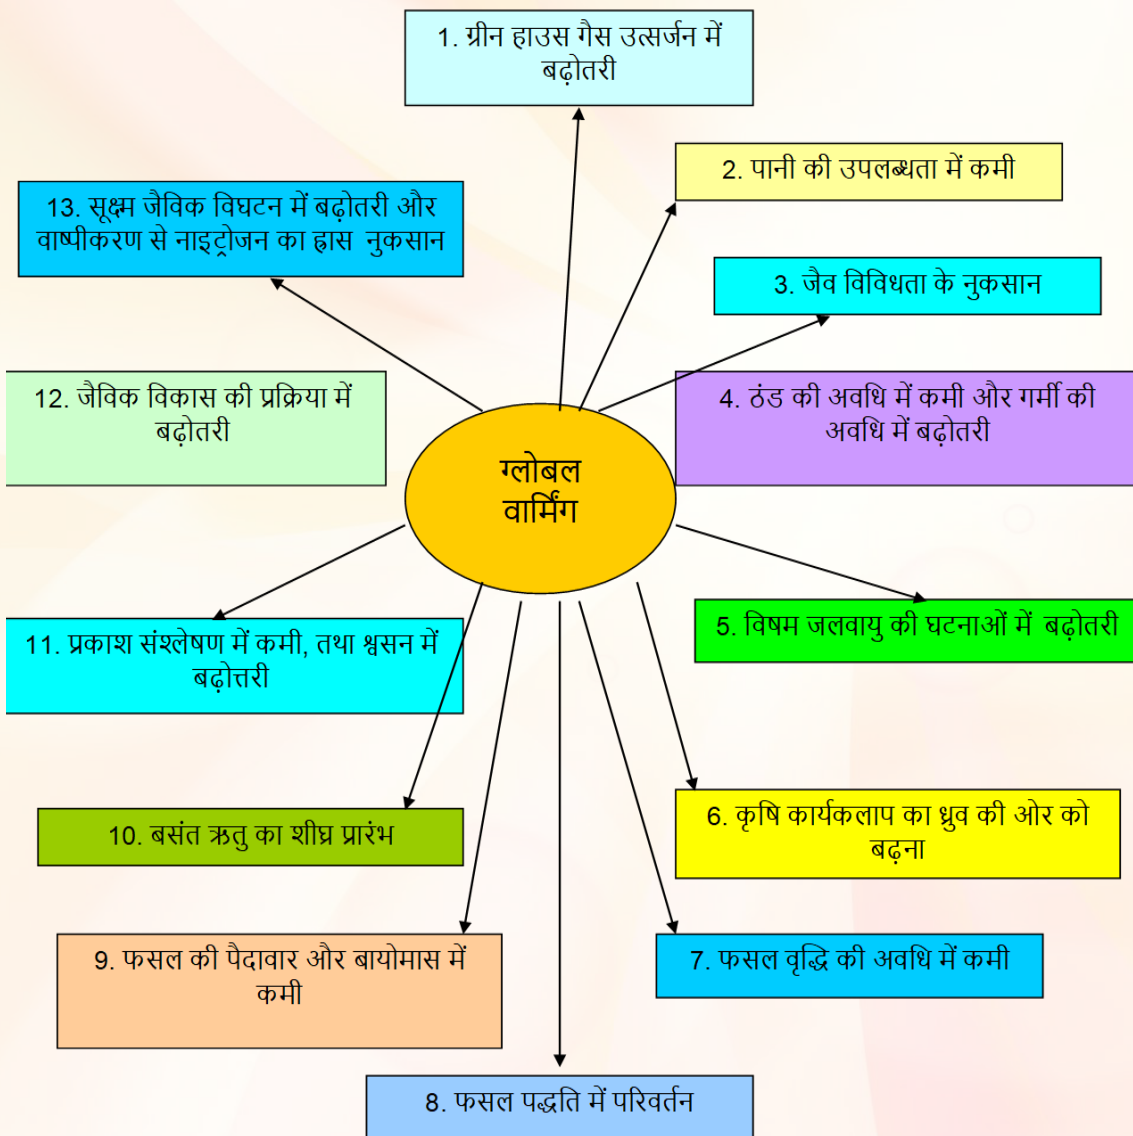 1. ग्रीन हाउस गैस उत्सर्जन में
बढ़ोतरी
2. पानी की उपलब्धता में कमी
3. जैव विविधता के नुकसान
4. ठंड की अवधि में कमी और गर्मी की
अवधि में बढ़ोतरी
5. विषम जलवायु की घटनाओं में बढ़ोतरी
6. कृषि कार्यकलाप का ध्रुव की ओर को
बढ़ना
7. फसल वृद्धि की अवधि में कमी
8. फसल पद्धति में परिवर्तन
9. फसल की पैदावार और बायोमास में
कमी
10. बसंत ऋतु का शीघ्र प्रारंभ
11. प्रकाश संश्लेषण में कमी, तथा श्वसन में
बढ़ोत्तरी
12. जैविक विकास की प्रक्रिया में
बढ़ोतरी
13. सूक्ष्म जैविक विघटन में बढ़ोतरी और
वाष्पीकरण से नाइट्रोजन का ह्रास नुकसान
ग्लोबल
वार्मिंग